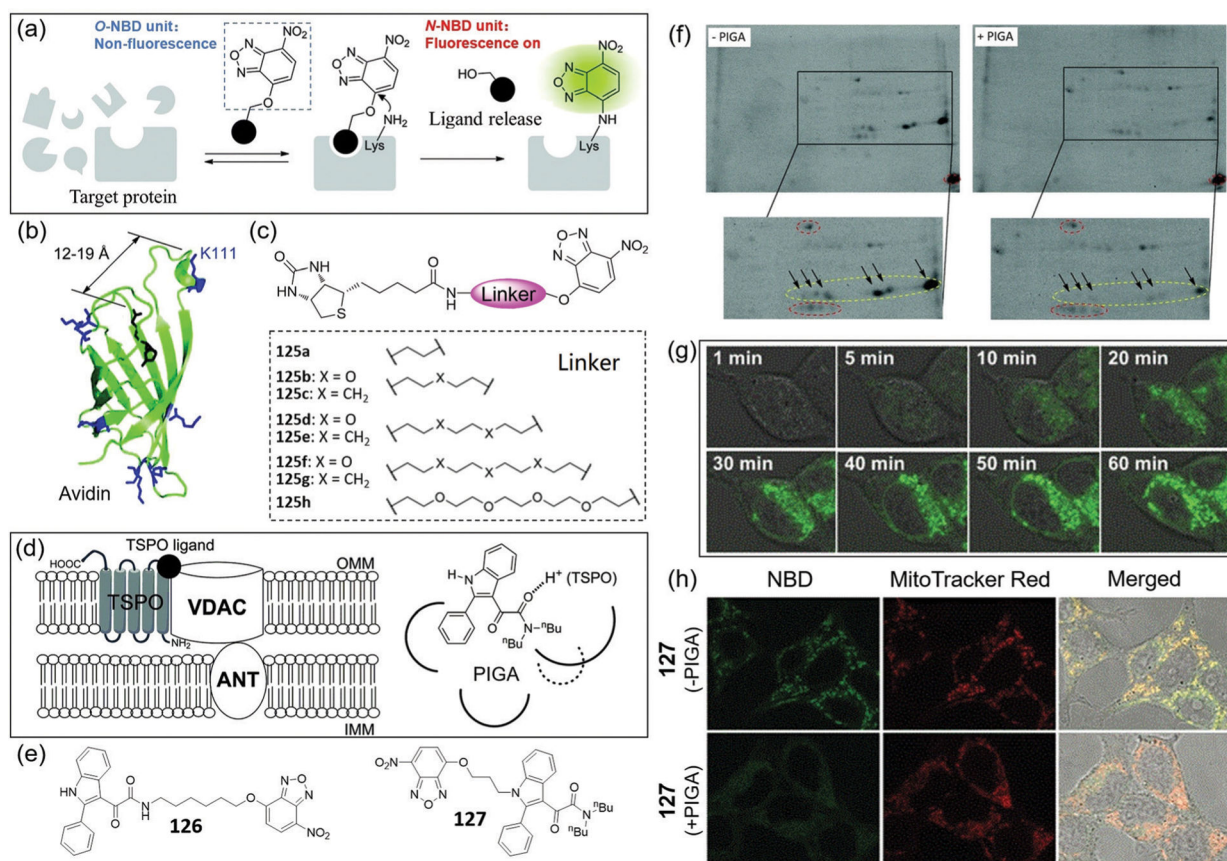 (a)
O-NBD unit:
Non-fluorescence
N-NBD unit:
Fluorescence on
NO₂
NO₂
NO₂
HO
Ligand release
NH₂
NH
Lys
Lys
Target protein
(b)
12-19 Å
K111
Avidin
(c)
Linker
NO₂
Linker
125a
125b: X = O
125c: X = CH₂
125d: X = O
125e: X = CH₂
125f: X = O
125g: X = CH₂
125h
(d)
TSPO ligand
HOOC
OMM
TSPO
VDAC
NH₂
ANT
IMM
H⁺ (TSPO)
n-Bu
n-Bu
PIGA
(e)
126
NO₂
NO₂
127
ⁿBu
ⁿBu
(f)
- PIGA
+ PIGA
(g)
1 min
5 min
10 min
20 min
30 min
40 min
50 min
60 min
(h)
NBD
MitoTracker Red
Merged
127
(-PIGA)
127
(+PIGA)